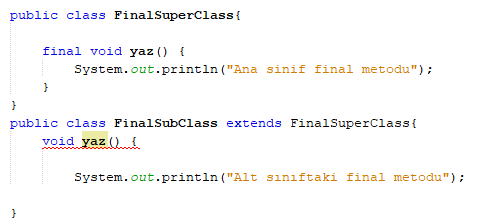 public class FinalSuperClass{
final void yaz() {
System.out.println("Ana sinif final metodu");
}
}
public class FinalSubClass extends FinalSuperClass{
void yaz() {
System.out.println("Alt sınıftaki final metodu");
}